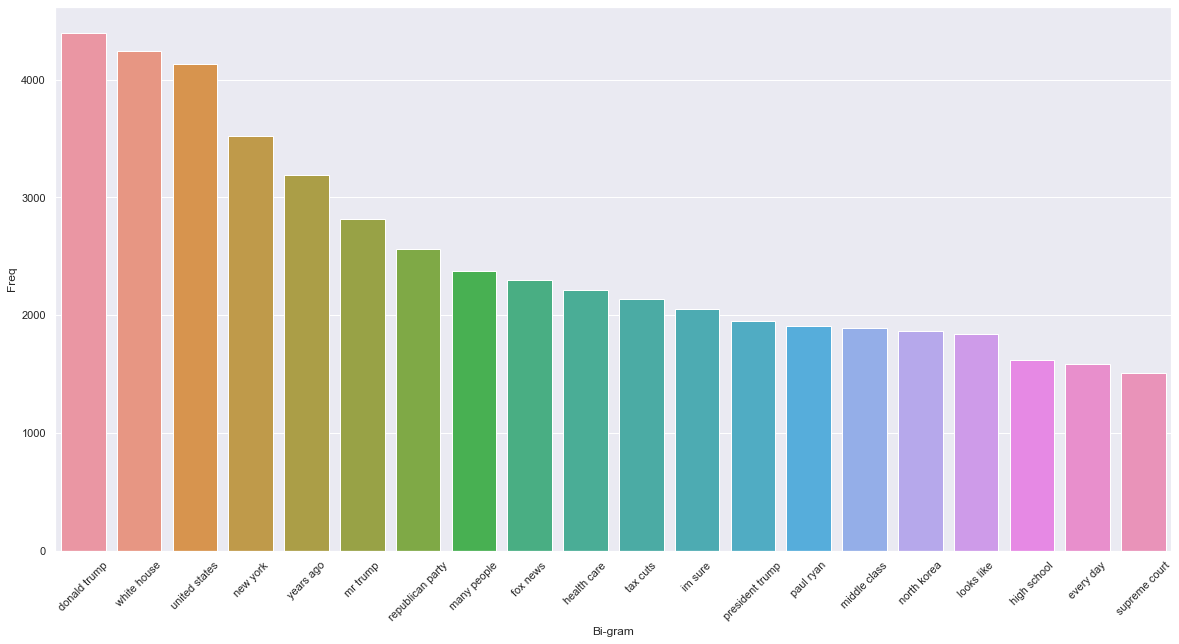 4000
3000
2000
1000
0
Freq
donald trump
white house
united states
new york
years ago
mr trump
republican party
many people
fox news
health care
tax cuts
im sure
president trump
paul ryan
middle class
north korea
looks like
high school
every day
supreme court
Bi-gram